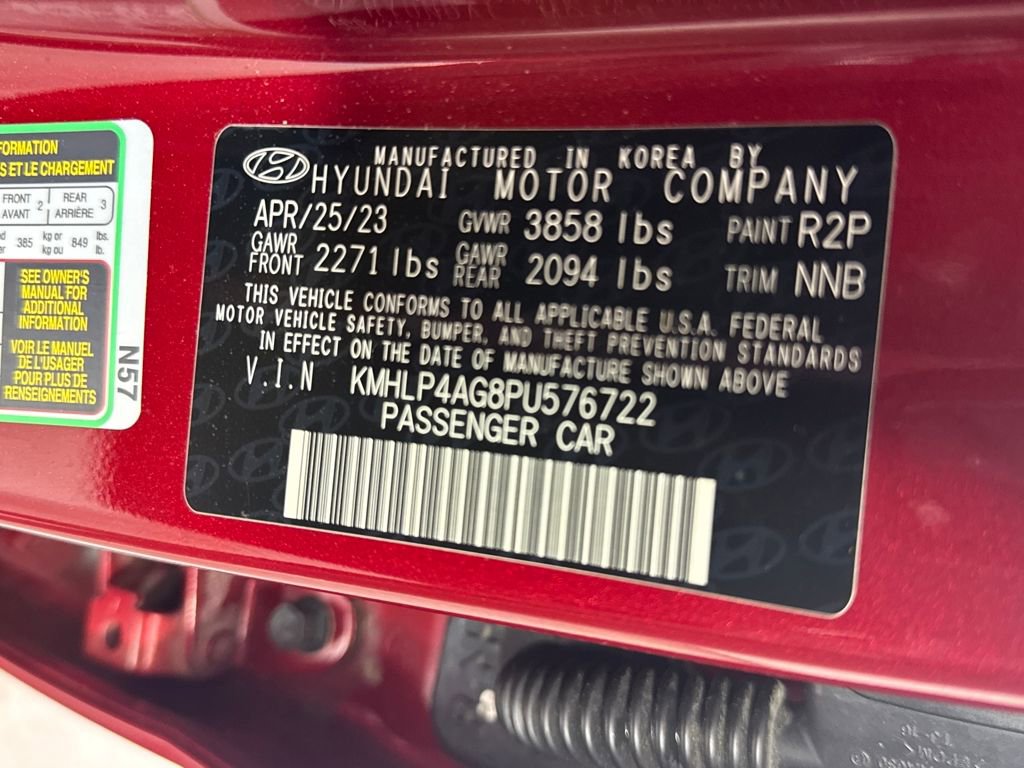 FORMATION
S ET LE CHARGEMENT
FRONT AVANT 2 REAR ARRIÈRE 3
385 kg or kg ou 849 lbs. lb.
SEE OWNER'S
MANUAL FOR
ADDITIONAL
INFORMATION
VOIR LE MANUEL
DE L'USAGER
POUR PLUS DE
RENSEIGNEMENTS
N57
MANUFACTURED IN KOREA BY
HYUNDAI MOTOR COMPANY
APR/25/23 GVWR 3858 lbs PAINT R2P
GAWR FRONT 2271 lbs GAWR REAR 2094 lbs TRIM NNB
THIS VEHICLE CONFORMS TO ALL APPLICABLE U.S.A. FEDERAL
MOTOR VEHICLE SAFETY, BUMPER, AND THEFT PREVENTION STANDARDS
IN EFFECT ON THE DATE OF MANUFACTURE SHOWN ABOVE
V.I.N KMHLP4AG8PU576722
PASSENGER CAR